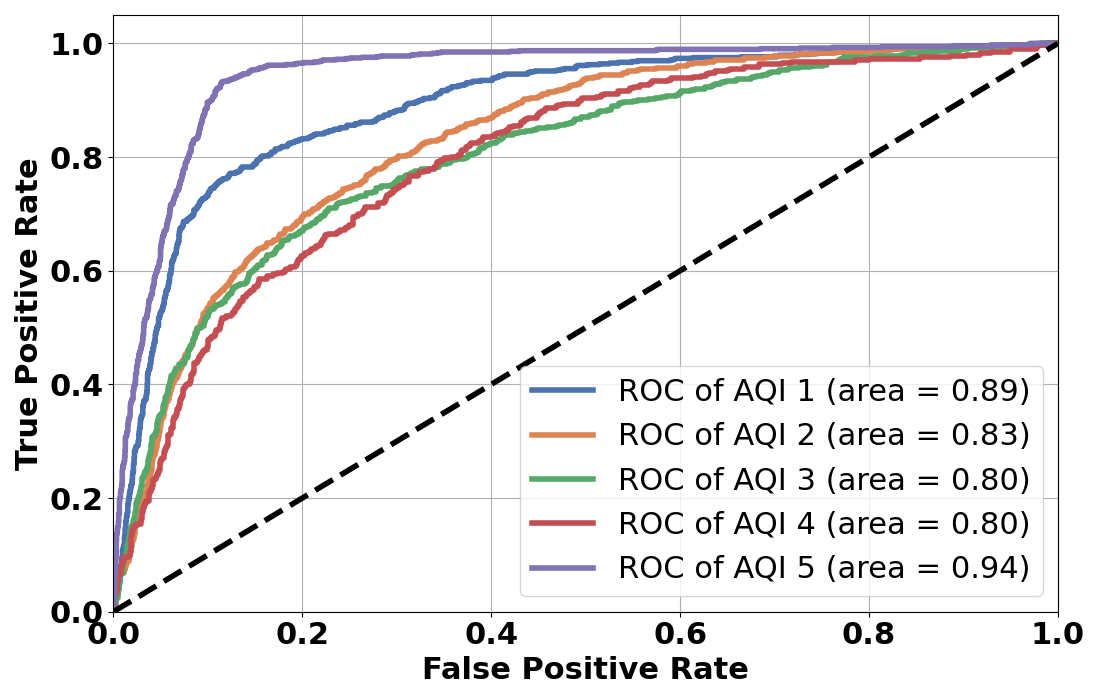 True Positive Rate
1.0
0.8
0.6
0.4
0.2
0.0
ROC of AQI 1 (area = 0.89)
ROC of AQI 2 (area = 0.83)
ROC of AQI 3 (area = 0.80)
ROC of AQI 4 (area = 0.80)
ROC of AQI 5 (area = 0.94)
0.0 0.2 0.4 0.6 0.8 1.0
False Positive Rate